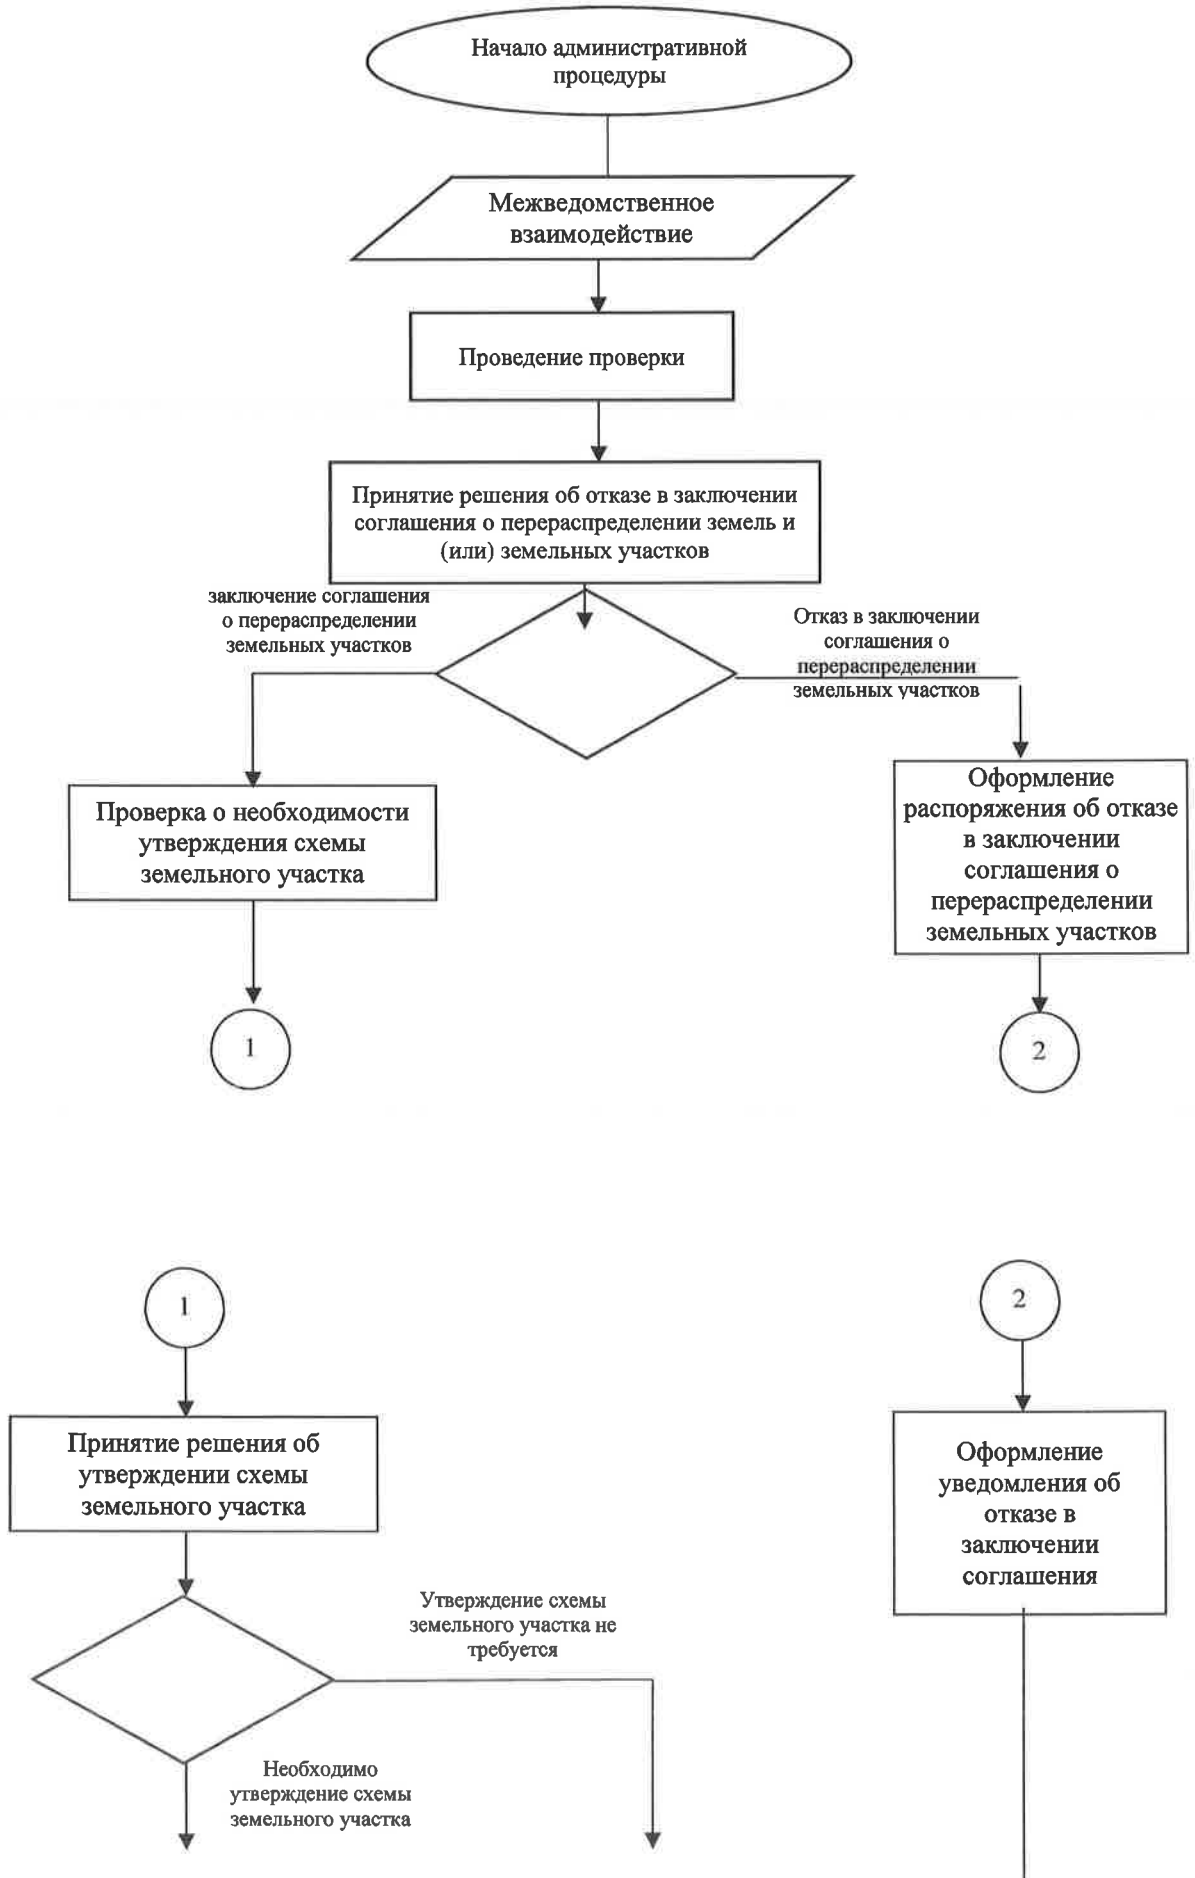 Начало административной
процедуры
Межведомственное
взаимодействие
Проведение проверки
Принятие решения об отказе в заключении
соглашения о перераспределении земель и
(или) земельных участков
заключение соглашения
о перераспределении
земельных участков
Отказ в заключении
соглашения о
перераспределении
земельных участков
Проверка о необходимости
утверждения схемы
земельного участка
Оформление
распоряжения об отказе
в заключении
соглашения о
перераспределении
земельных участков
1
2
1
2
Принятие решения об
утверждении схемы
земельного участка
Оформление
уведомления об
отказе в
заключении
соглашения
Утверждение схемы
земельного участка не
требуется
Необходимо
утверждение схемы
земельного участка